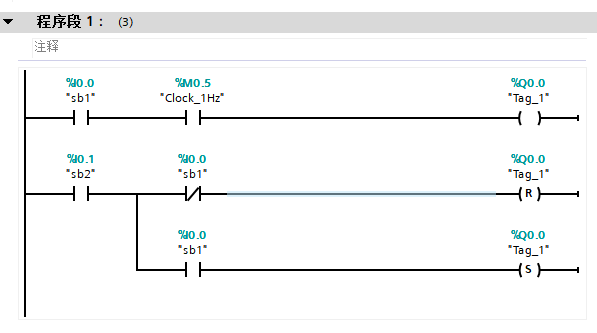 程序段 1： (3)
注释
%I0.0 %M0.5 %Q0.0
"sb1" "Clock_1Hz" "Tag_1"
%I0.1 %I0.0 %Q0.0
"sb2" "sb1" "Tag_1"
R
%I0.0 %Q0.0
"sb1" "Tag_1"
S